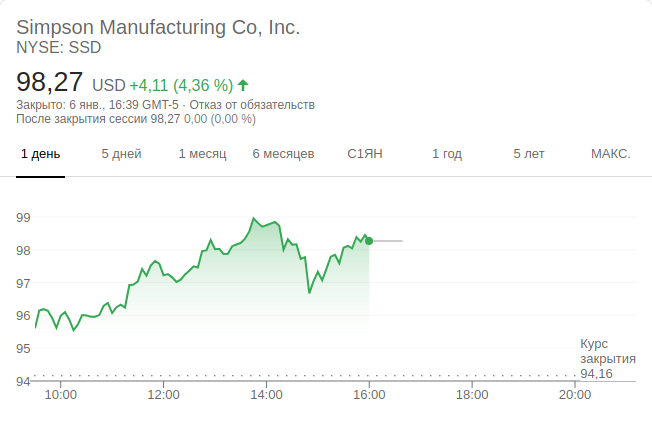 Simpson Manufacturing Co, Inc.
NYSE: SSD
98,27 USD +4,11 (4,36 %)
Закрыто: 6 янв., 16:39 GMT-5 · Отказ от обязательств
После закрытия сессии 98,27 0,00 (0,00 %)
1 день 5 дней 1 месяц 6 месяцев С1ЯН 1 год 5 лет МАКС.
99
98
97
96
95
94
Курс
закрытия
94,16
10:00 12:00 14:00 16:00 18:00 20:00